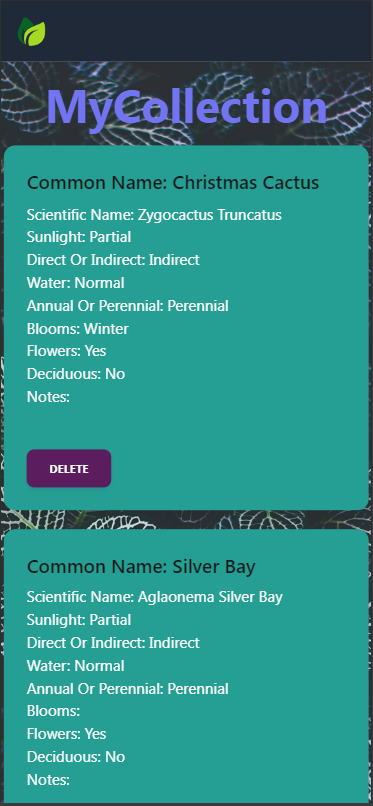 MyCollection
Common Name: Christmas Cactus
Scientific Name: Zygocactus Truncatus
Sunlight: Partial
Direct Or Indirect: Indirect
Water: Normal
Annual Or Perennial: Perennial
Blooms: Winter
Flowers: Yes
Deciduous: No
Notes:
DELETE
Common Name: Silver Bay
Scientific Name: Aglaonema Silver Bay
Sunlight: Partial
Direct Or Indirect: Indirect
Water: Normal
Annual Or Perennial: Perennial
Blooms:
Flowers: Yes
Deciduous: No
Notes: